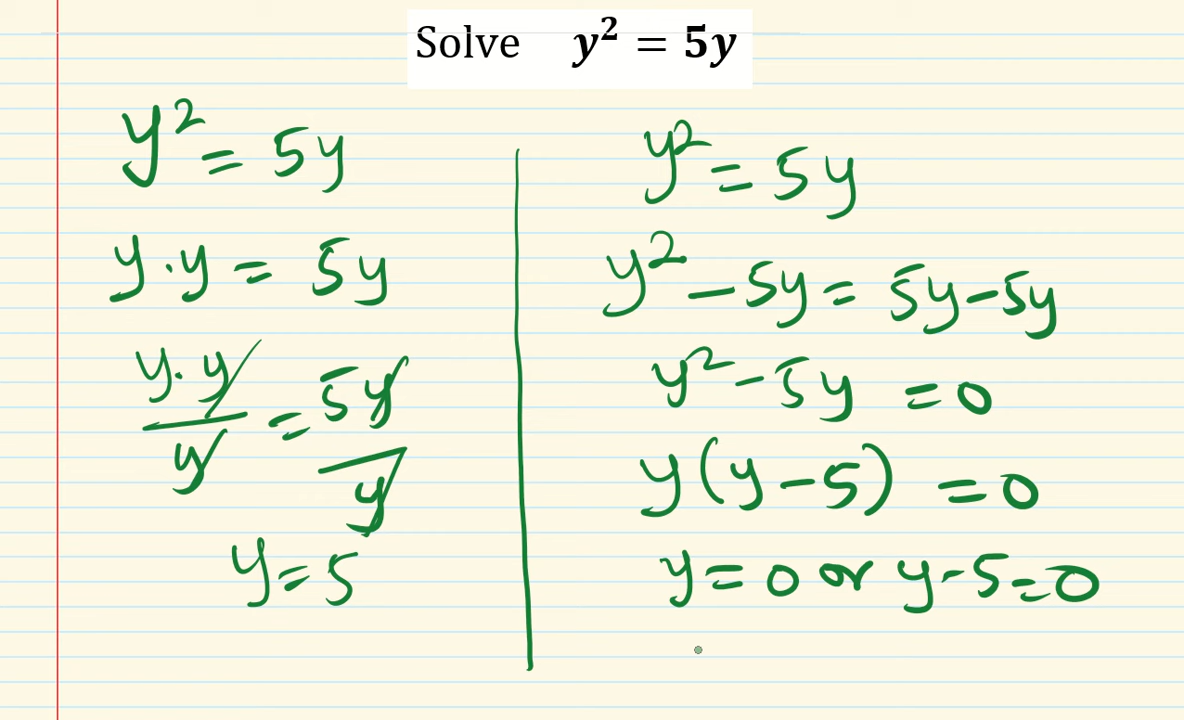 Solve y² = 5y
y² = 5y
y · y = 5y
y · y / y = 5y / y
y = 5
y² = 5y
y² - 5y = 5y - 5y
y² - 5y = 0
y(y - 5) = 0
y = 0 or y - 5 = 0